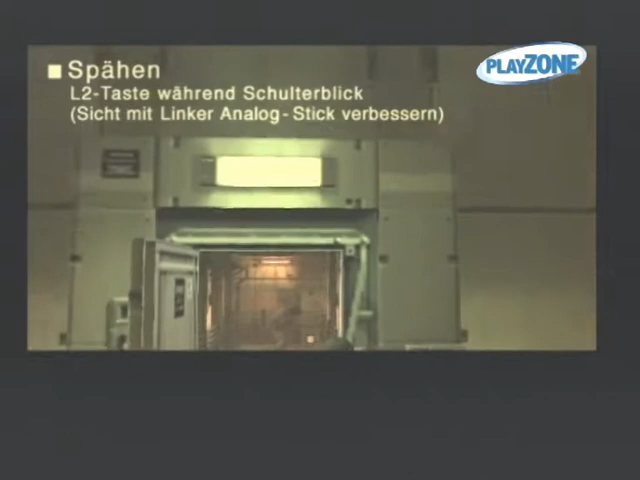 ■ Spähen
L2-Taste während Schulterblick
(Sicht mit Linker Analog-Stick verbessern)
PLAYZONE